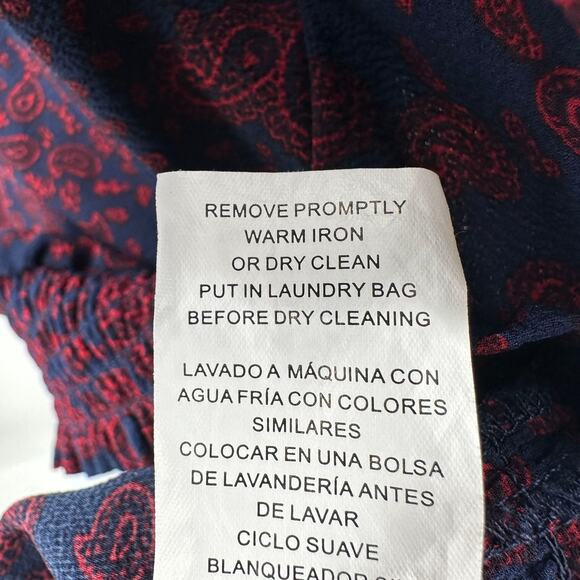 REMOVE PROMPTLY
WARM IRON
OR DRY CLEAN
PUT IN LAUNDRY BAG
BEFORE DRY CLEANING
LAVADO A MÁQUINA CON
AGUA FRÍA CON COLORES
SIMILARES
COLOCAR EN UNA BOLSA
DE LAVANDERÍA ANTES
DE LAVAR
CICLO SUAVE
BLANQUEADOR